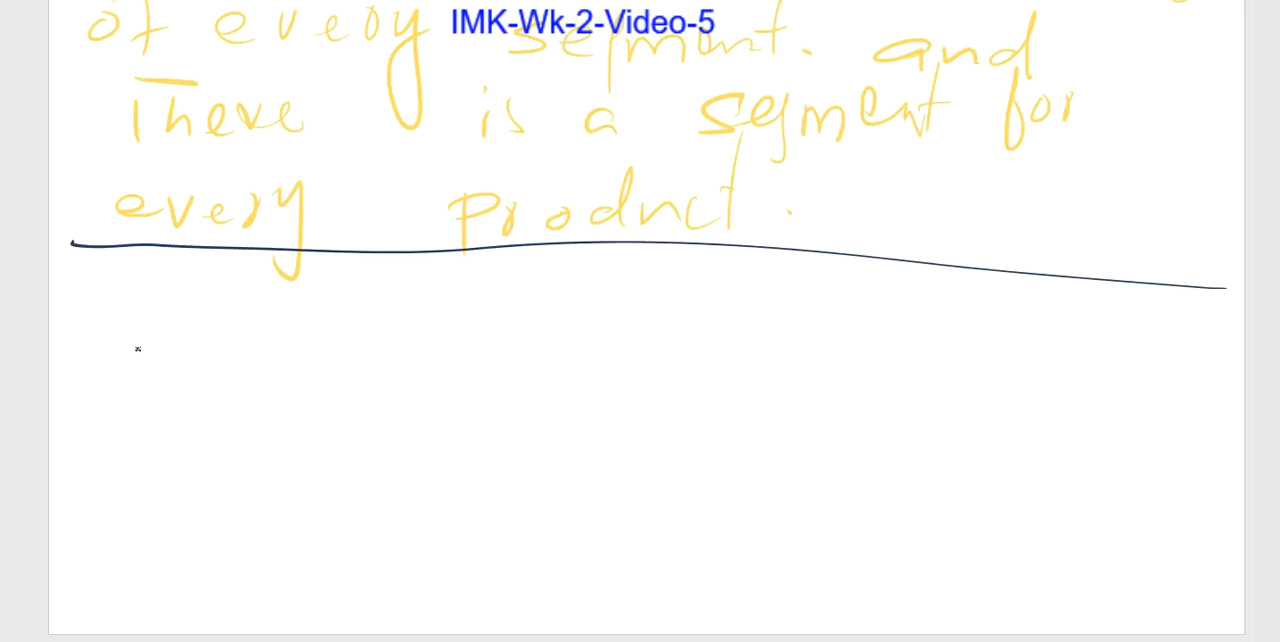 IMK-Wk-2-Video-5
of every segment. and
There is a segment for
every product.